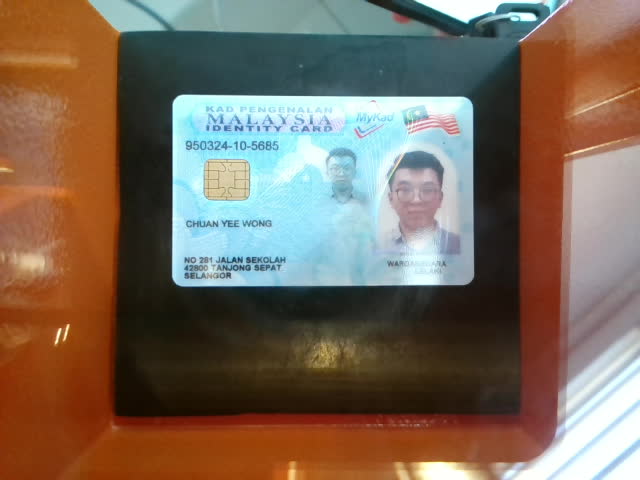 KAD PENGENALAN
MALAYSIA
IDENTITY CARD
MyKad
950324-10-5685
CHUAN YEE WONG
NO 281 JALAN SEKOLAH
42800 TANJONG SEPAT
SELANGOR
WARGANEGARA
LELAKI